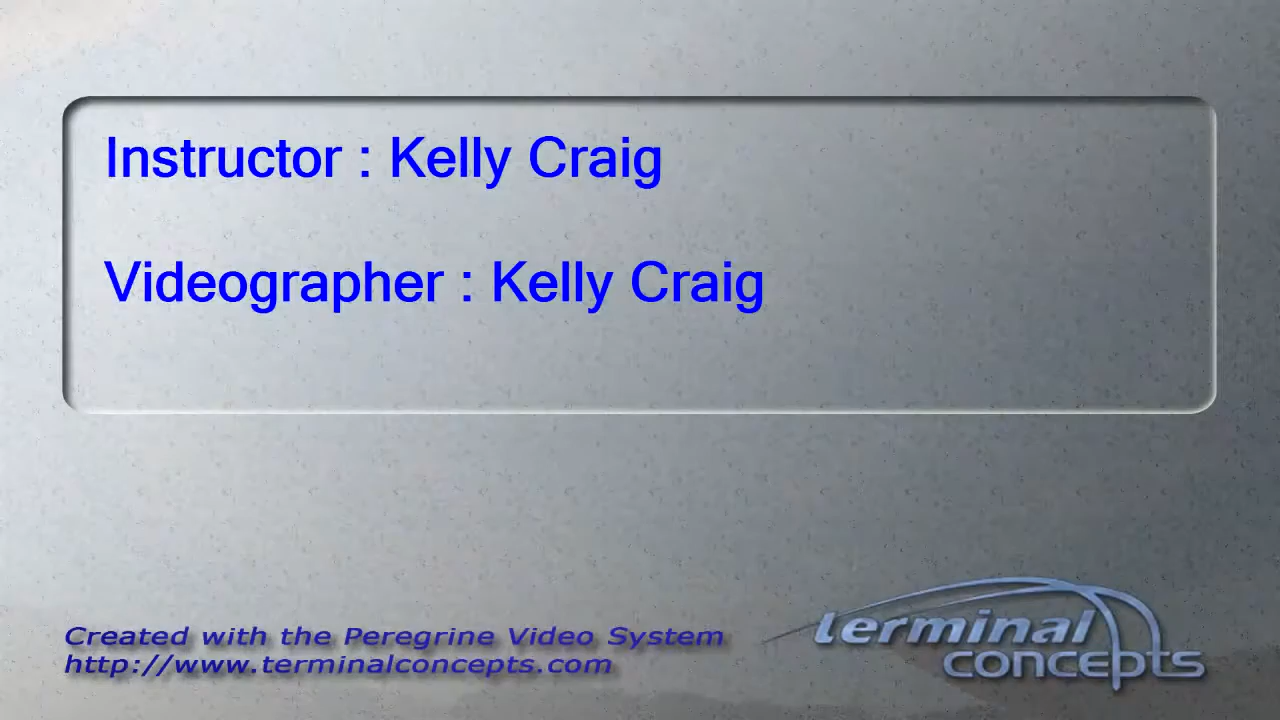 Instructor : Kelly Craig
Videographer : Kelly Craig
Created with the Peregrine Video System
http://www.terminalconcepts.com
terminal
concepts